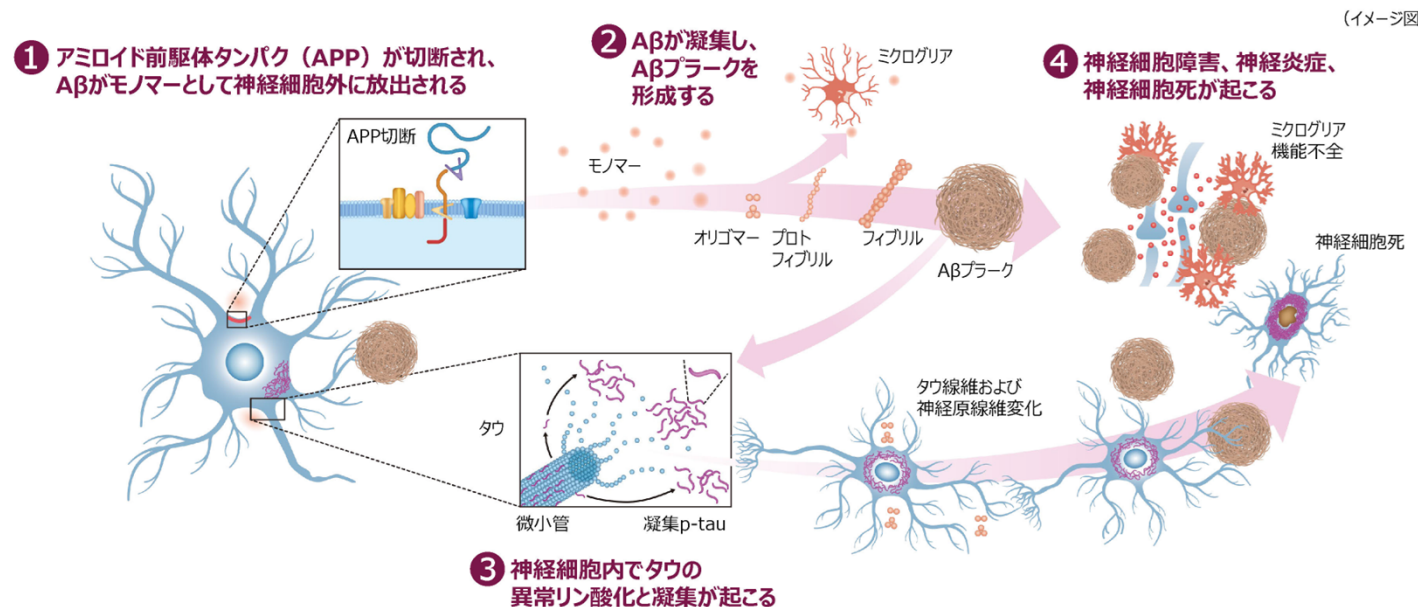 (イメージ図)
1 アミロイド前駆体タンパク(APP)が切断され、
Aβがモノマーとして神経細胞外に放出される
APP切断
2 Aβが凝集し、
Aβプラークを
形成する
ミクログリア
モノマー
オリゴマー
プロト
フィブリル
フィブリル
Aβプラーク
4 神経細胞障害、神経炎症、
神経細胞死が起こる
ミクログリア
機能不全
神経細胞死
タウ
微小管
凝集p-tau
タウ線維および
神経原線維変化
3 神経細胞内でタウの
異常リン酸化と凝集が起こる